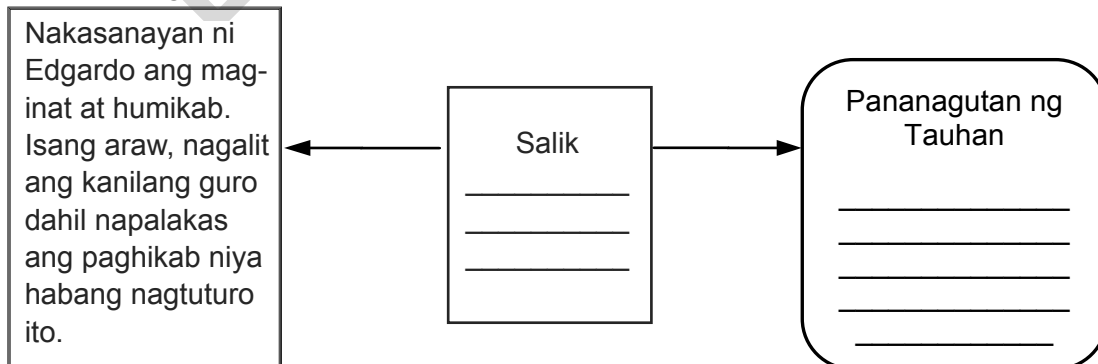 Nakasanayan ni
Edgardo ang mag-
inat at humikab.
Isang araw, nagalit
ang kanilang guro
dahil napalakas
ang paghikab niya
habang nagtuturo
ito.
Salik
Pananagutan ng
Tauhan